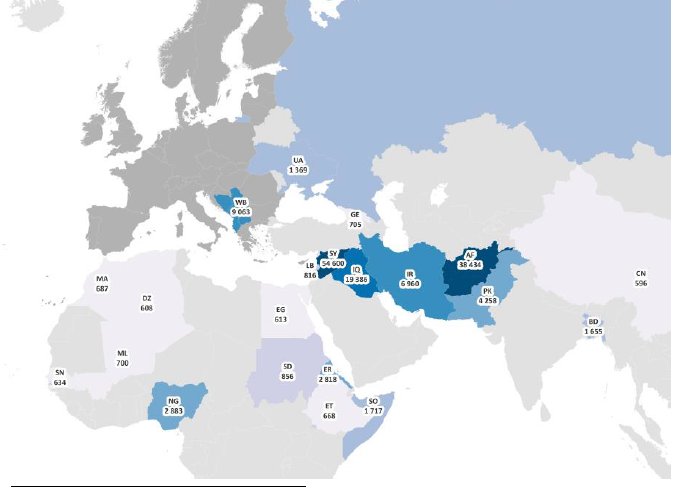 UA
1 369
WB
9 063
GE
705
SY
54 600
LB
816
IQ
19 386
IR
6 960
AF
38 434
PK
4 258
CN
596
BD
1 655
MA
687
DZ
608
EG
613
ML
700
SN
634
NG
2 883
SD
856
ER
2 818
ET
668
SO
1 717